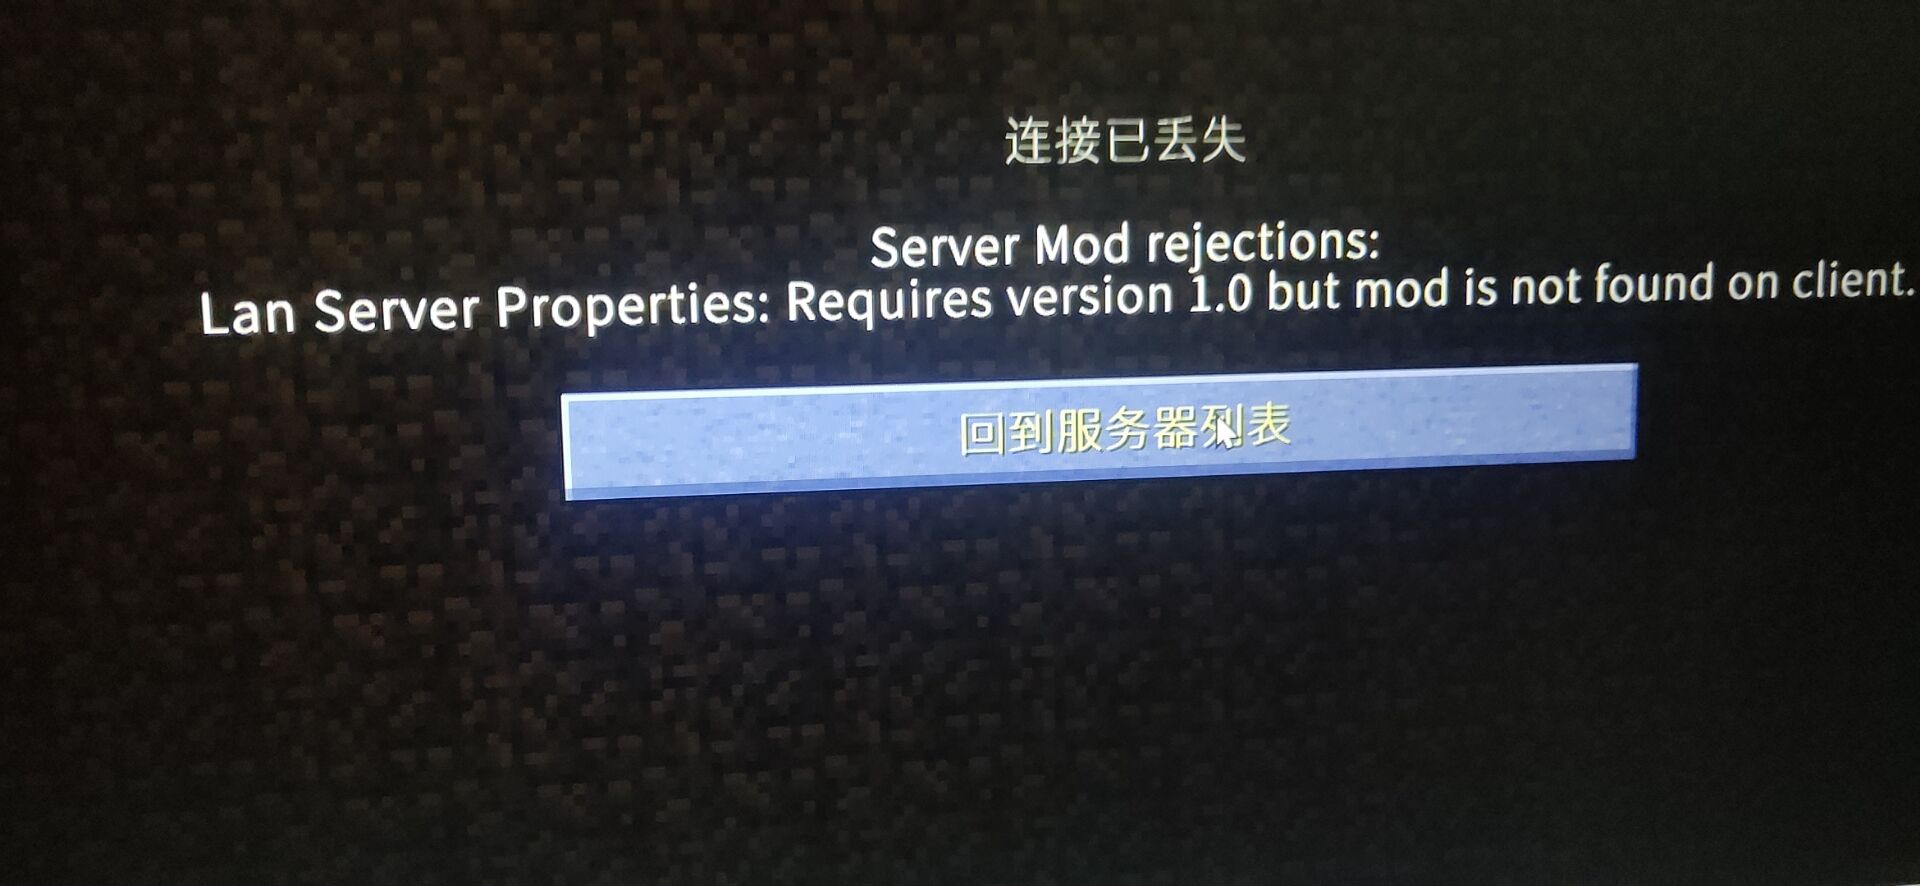 连接已丢失
Server Mod rejections:
Lan Server Properties: Requires version 1.0 but mod is not found on client.
回到服务器列表